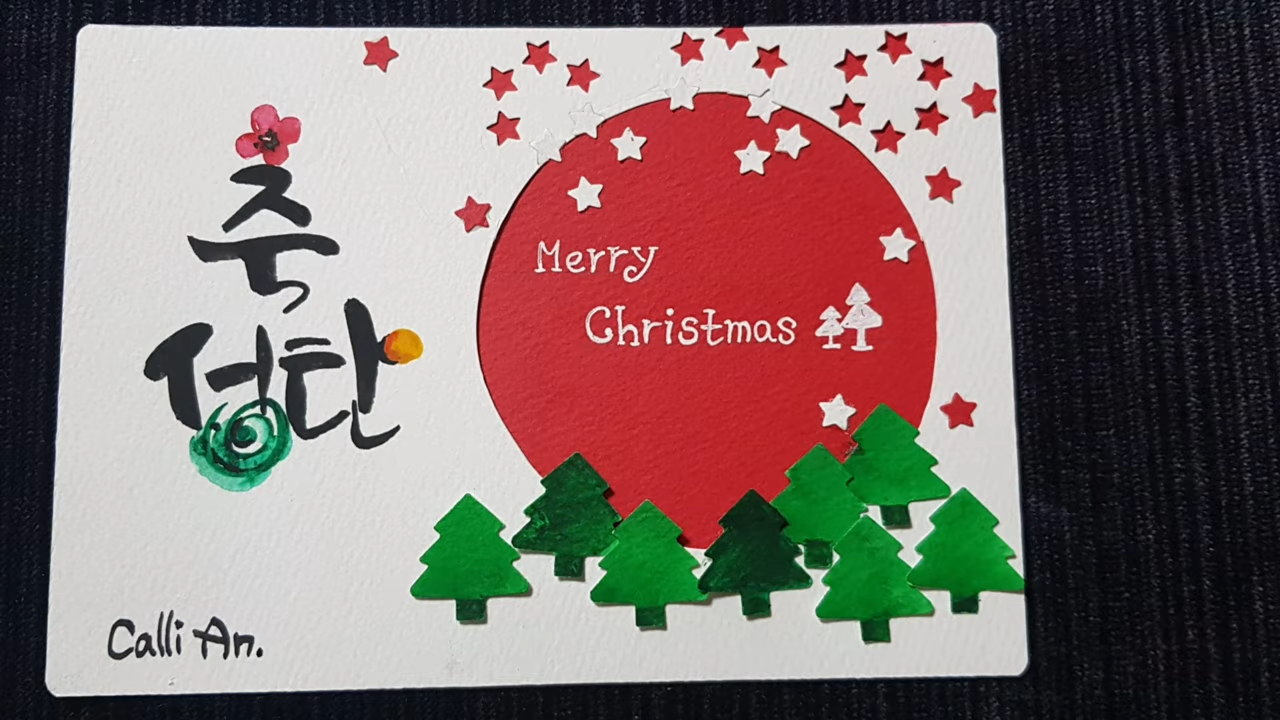 축
성탄
Merry
Christmas
Calli An.